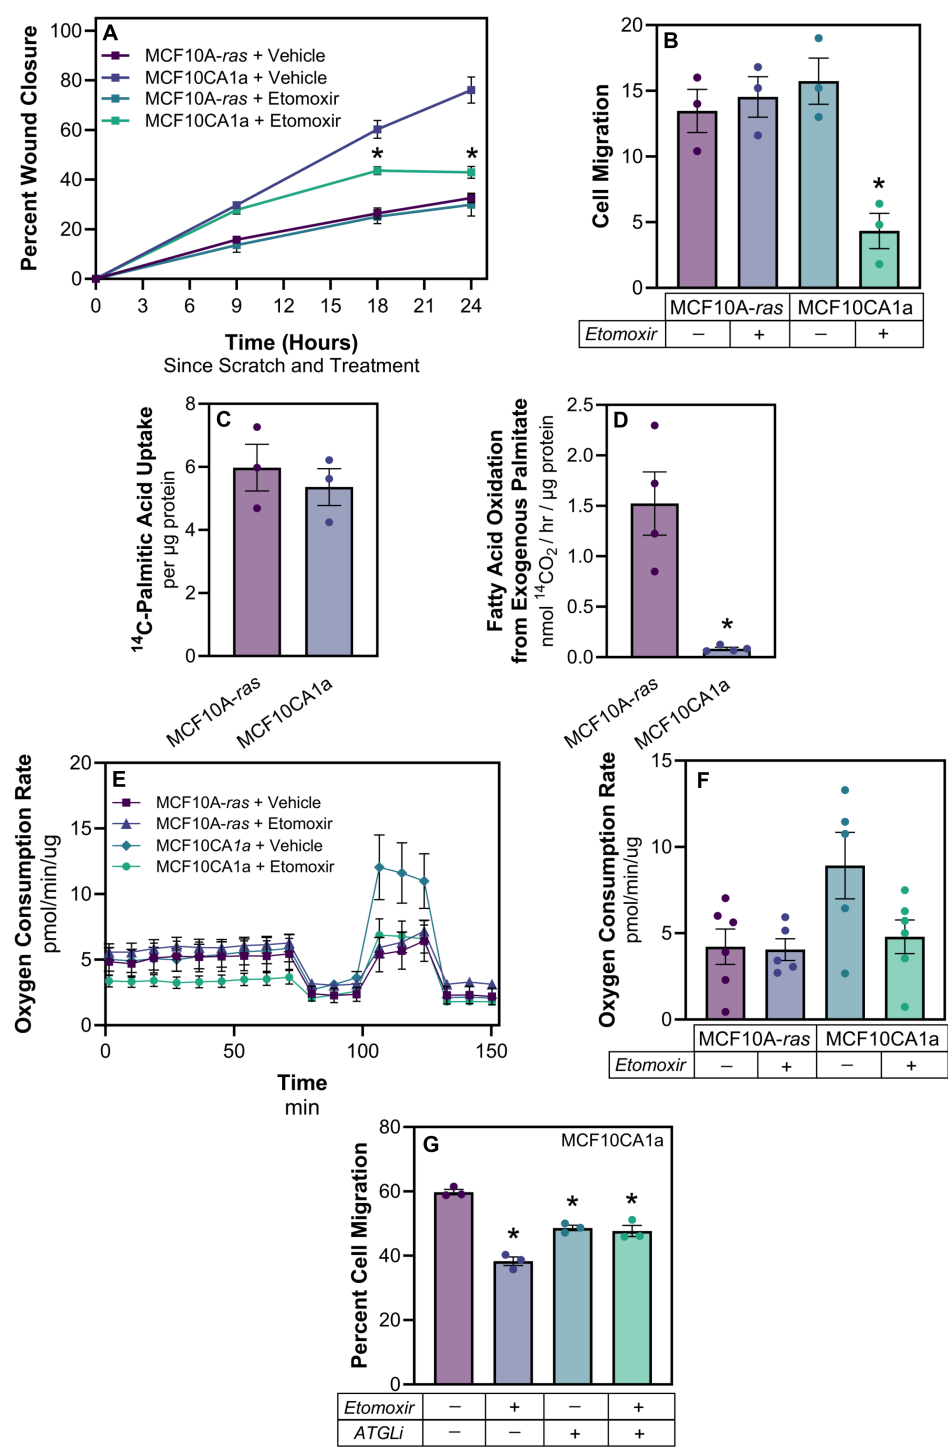 A
Percent Wound Closure
100
80
60
40
20
0
MCF10A-ras + Vehicle
MCF10CA1a + Vehicle
MCF10A-ras + Etomoxir
MCF10CA1a + Etomoxir
* *
0 3 6 9 12 15 18 21 24
Time (Hours)
Since Scratch and Treatment
B
Cell Migration
20
15
10
5
0
*
MCF10A-ras MCF10CA1a
Etomoxir − + − +
C
14C-Palmitic Acid Uptake
per µg protein
8
6
4
2
0
MCF10A-ras
MCF10CA1a
D
Fatty Acid Oxidation
from Exogenous Palmitate
nmol 14CO2 / hr / µg protein
2.5
2.0
1.5
1.0
0.5
0.0
*
MCF10A-ras
MCF10CA1a
E
Oxygen Consumption Rate
pmol/min/ug
20
15
10
5
0
MCF10A-ras + Vehicle
MCF10A-ras + Etomoxir
MCF10CA1a + Vehicle
MCF10CA1a + Etomoxir
0 50 100 150
Time
min
F
Oxygen Consumption Rate
pmol/min/ug
15
10
5
0
MCF10A-ras MCF10CA1a
Etomoxir − + − +
G
MCF10CA1a
Percent Cell Migration
80
60
40
20
0
* * *
Etomoxir − + − +
ATGLi − − + +